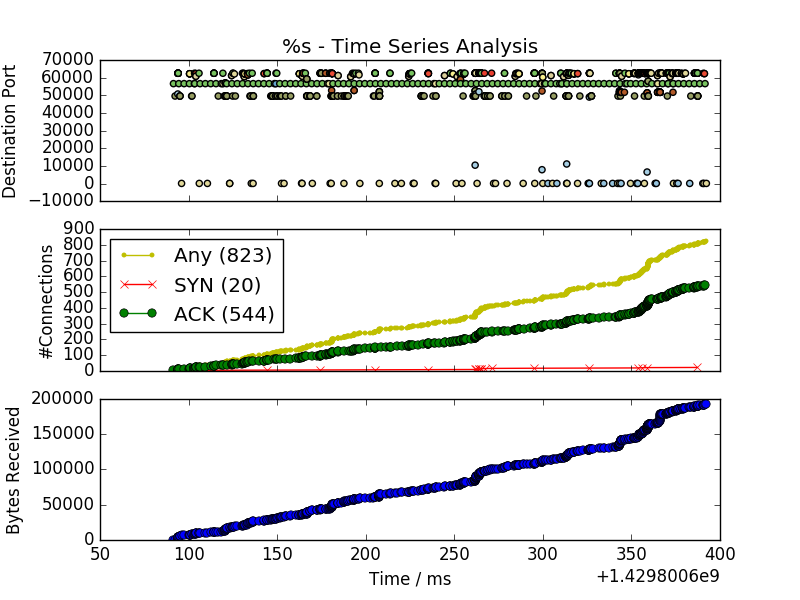 %s - Time Series Analysis
70000
60000
50000
40000
30000
20000
10000
0
−10000
Destination Port
900
800
700
600
500
400
300
200
100
0
#Connections
Any (823)
SYN (20)
ACK (544)
200000
150000
100000
50000
0
Bytes Received
50 100 150 200 250 300 350 400
Time / ms
+1.4298006e9